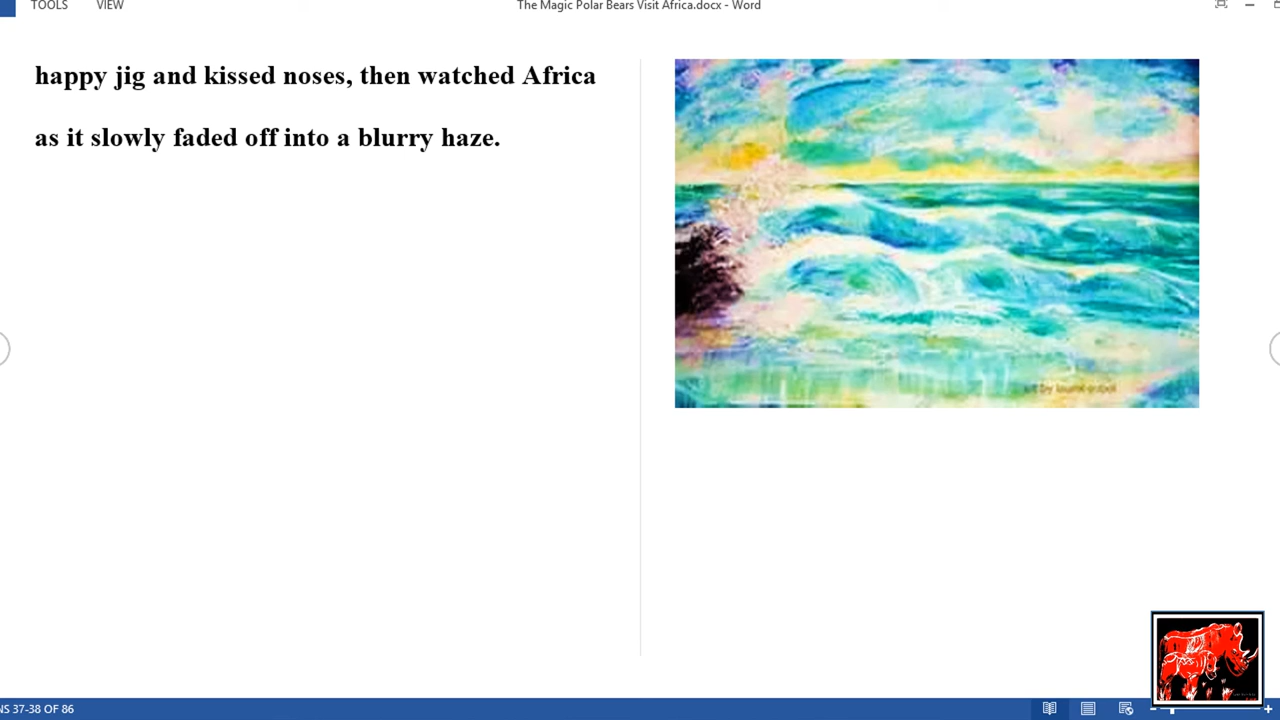 TOOLS VIEW The Magic Polar Bears Visit Africa.docx - Word
happy jig and kissed noses, then watched Africa
as it slowly faded off into a blurry haze.
NS 37-38 OF 86